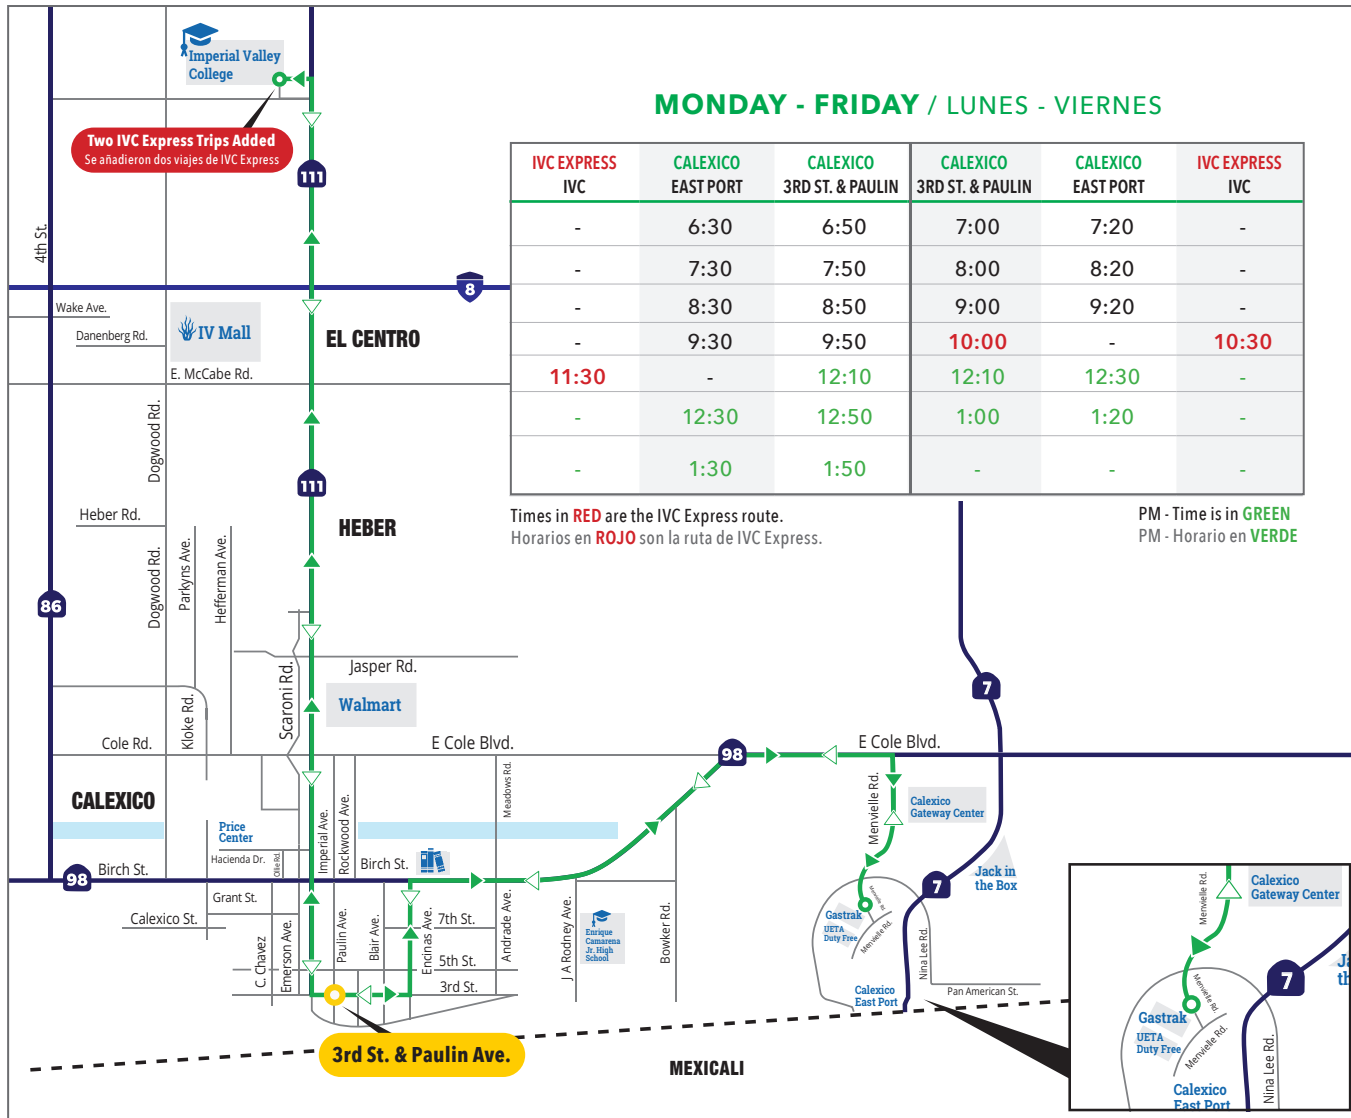 Imperial Valley
College
Two IVC Express Trips Added
Se añadieron dos viajes de IVC Express
MONDAY - FRIDAY / LUNES - VIERNES
IVC EXPRESS CALEXICO CALEXICO CALEXICO CALEXICO IVC EXPRESS
IVC EAST PORT 3RD ST. & PAULIN 3RD ST. & PAULIN EAST PORT IVC
- 6:30 6:50 7:00 7:20 -
- 7:30 7:50 8:00 8:20 -
- 8:30 8:50 9:00 9:20 -
- 9:30 9:50 10:00 - 10:30
11:30 - 12:10 12:10 12:30 -
- 12:30 12:50 1:00 1:20 -
- 1:30 1:50 - - -
Times in RED are the IVC Express route.
Horarios en ROJO son la ruta de IVC Express.
PM - Time is in GREEN
PM - Horario en VERDE
111
4th St.
8
Wake Ave.
Danenberg Rd.
IV Mall
EL CENTRO
E. McCabe Rd.
Dogwood Rd.
111
Heber Rd.
HEBER
Dogwood Rd.
Parkyns Ave.
Hefferman Ave.
86
Scaroni Rd.
Jasper Rd.
Walmart
7
Kloke Rd.
Cole Rd.
E Cole Blvd.
98
E Cole Blvd.
CALEXICO
Meadows Rd.
Menvielle Rd.
Calexico
Gateway Center
Price
Center
Imperial Ave.
Rockwood Ave.
Hacienda Dr.
Ollie Rd.
Birch St.
98
Birch St.
7
Jack in
the Box
Grant St.
Calexico St.
C. Chavez
Emerson Ave.
Paulin Ave.
Blair Ave.
Encinas Ave.
7th St.
5th St.
3rd St.
Andrade Ave.
J A Rodney Ave.
Enrique
Camarena
Jr. High
School
Bowker Rd.
Gastrak
UETA
Duty Free
Menvielle Rd.
Menvielle Rd.
Nina Lee Rd.
Calexico
East Port
Pan American St.
3rd St. & Paulin Ave.
MEXICALI
Menvielle Rd.
Calexico
Gateway Center
7
Ja
th
Menvielle Rd.
Gastrak
UETA
Duty Free
Menvielle Rd.
Nina Lee Rd.
Calexico
East Port